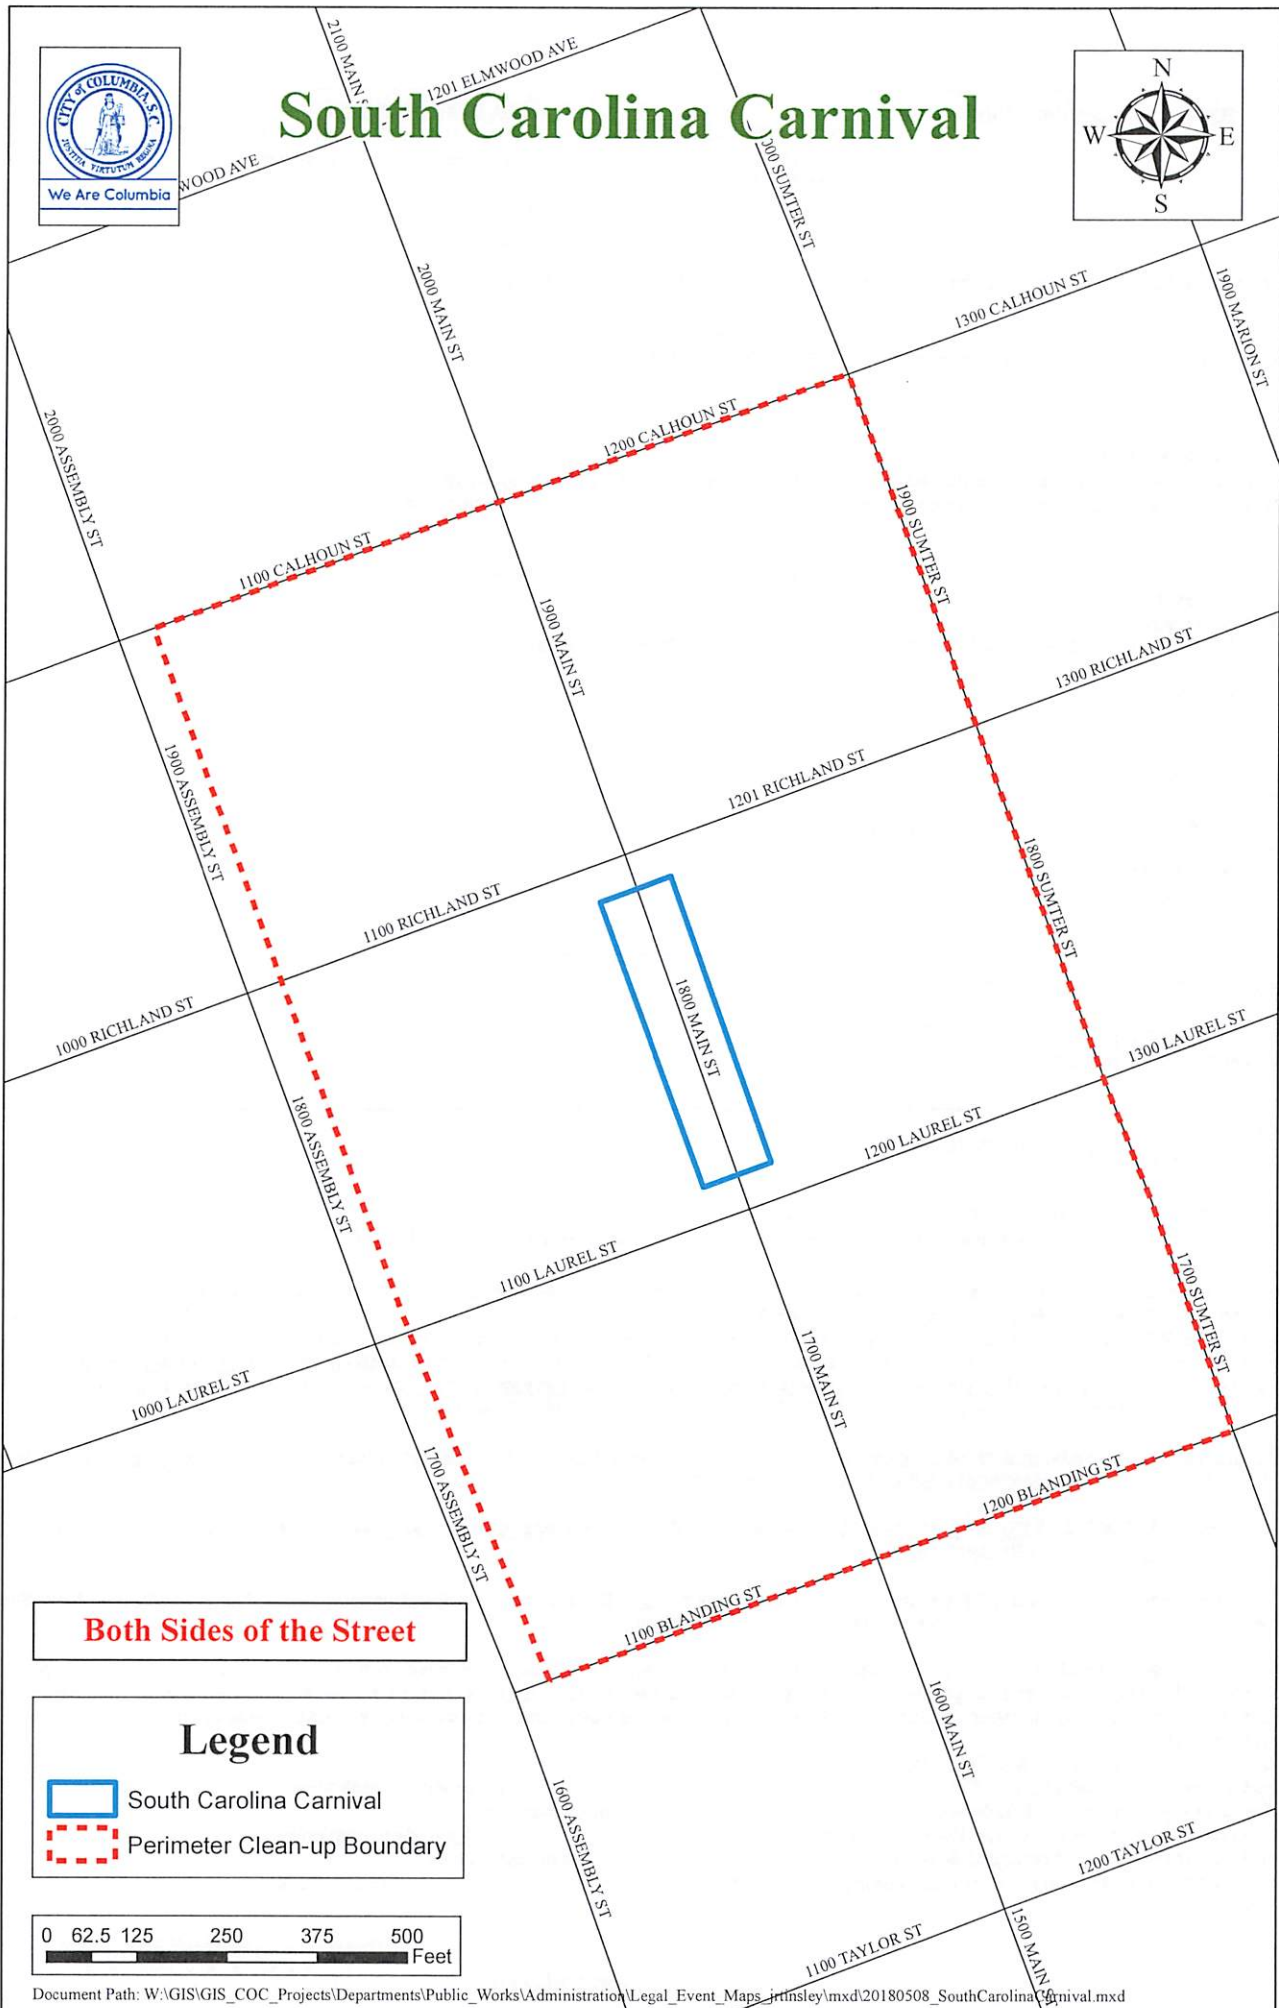 South Carolina Carnival
CITY of COLUMBIA, S.C.
JUSTITIA VIRTUTUM REGINA
We Are Columbia
N
W E
S
2100 MAIN
1201 ELMWOOD AVE
WOOD AVE
SUMTER ST
2000 MAIN ST
1300 CALHOUN ST
1900 MARION ST
2000 ASSEMBLY ST
1200 CALHOUN ST
1100 CALHOUN ST
1900 SUMTER ST
1900 MAIN ST
1300 RICHLAND ST
1900 ASSEMBLY ST
1201 RICHLAND ST
1100 RICHLAND ST
1800 SUMTER ST
1000 RICHLAND ST
1800 MAIN ST
1300 LAUREL ST
1800 ASSEMBLY ST
1200 LAUREL ST
1100 LAUREL ST
1700 SUMTER ST
1000 LAUREL ST
1700 MAIN ST
1700 ASSEMBLY ST
1200 BLANDING ST
1100 BLANDING ST
Both Sides of the Street
1600 MAIN ST
Legend
South Carolina Carnival
Perimeter Clean-up Boundary
1600 ASSEMBLY ST
1200 TAYLOR ST
1100 TAYLOR ST
1500 MAIN ST
0 62.5 125 250 375 500
Feet
Document Path: W:\GIS\GIS_COC_Projects\Departments\Public_Works\Administration\Legal_Event_Maps_jrtinsley\mxd\20180508_SouthCarolinaCarnival.mxd